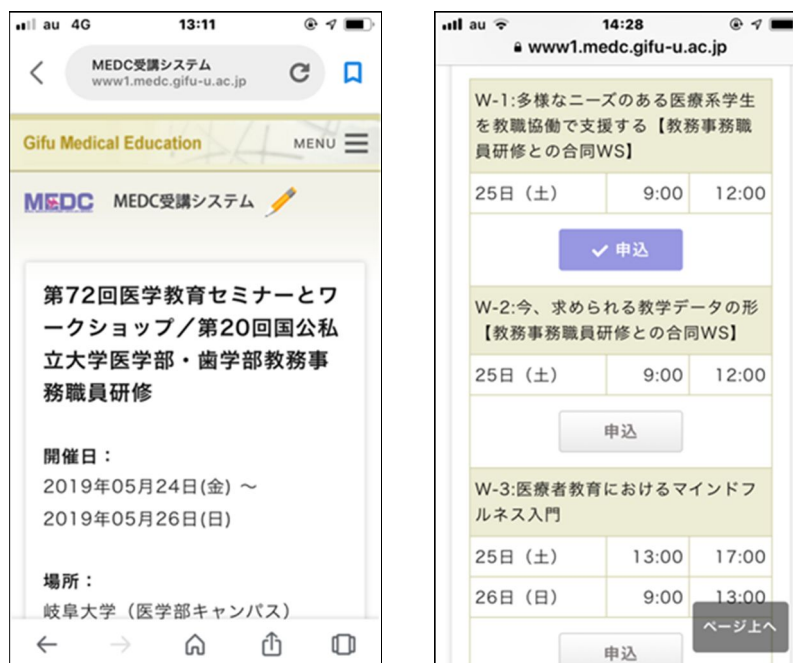 au 4G 13:11
MEDC受講システム
www1.medc.gifu-u.ac.jp
Gifu Medical Education MENU
MEDC MEDC受講システム
第72回医学教育セミナーとワ
ークショップ／第20回国公私
立大学医学部・歯学部教務事
務職員研修
開催日：
2019年05月24日(金) ～
2019年05月26日(日)
場所：
岐阜大学（医学部キャンパス）
au 14:28
www1.medc.gifu-u.ac.jp
W-1:多様なニーズのある医療系学生
を教職協働で支援する【教務事務職
員研修との合同WS】
25日（土） 9:00 12:00
申込
W-2:今、求められる教学データの形
【教務事務職員研修との合同WS】
25日（土） 9:00 12:00
申込
W-3:医療者教育におけるマインドフ
ルネス入門
25日（土） 13:00 17:00
26日（日） 9:00 13:00
ページ上へ
申込